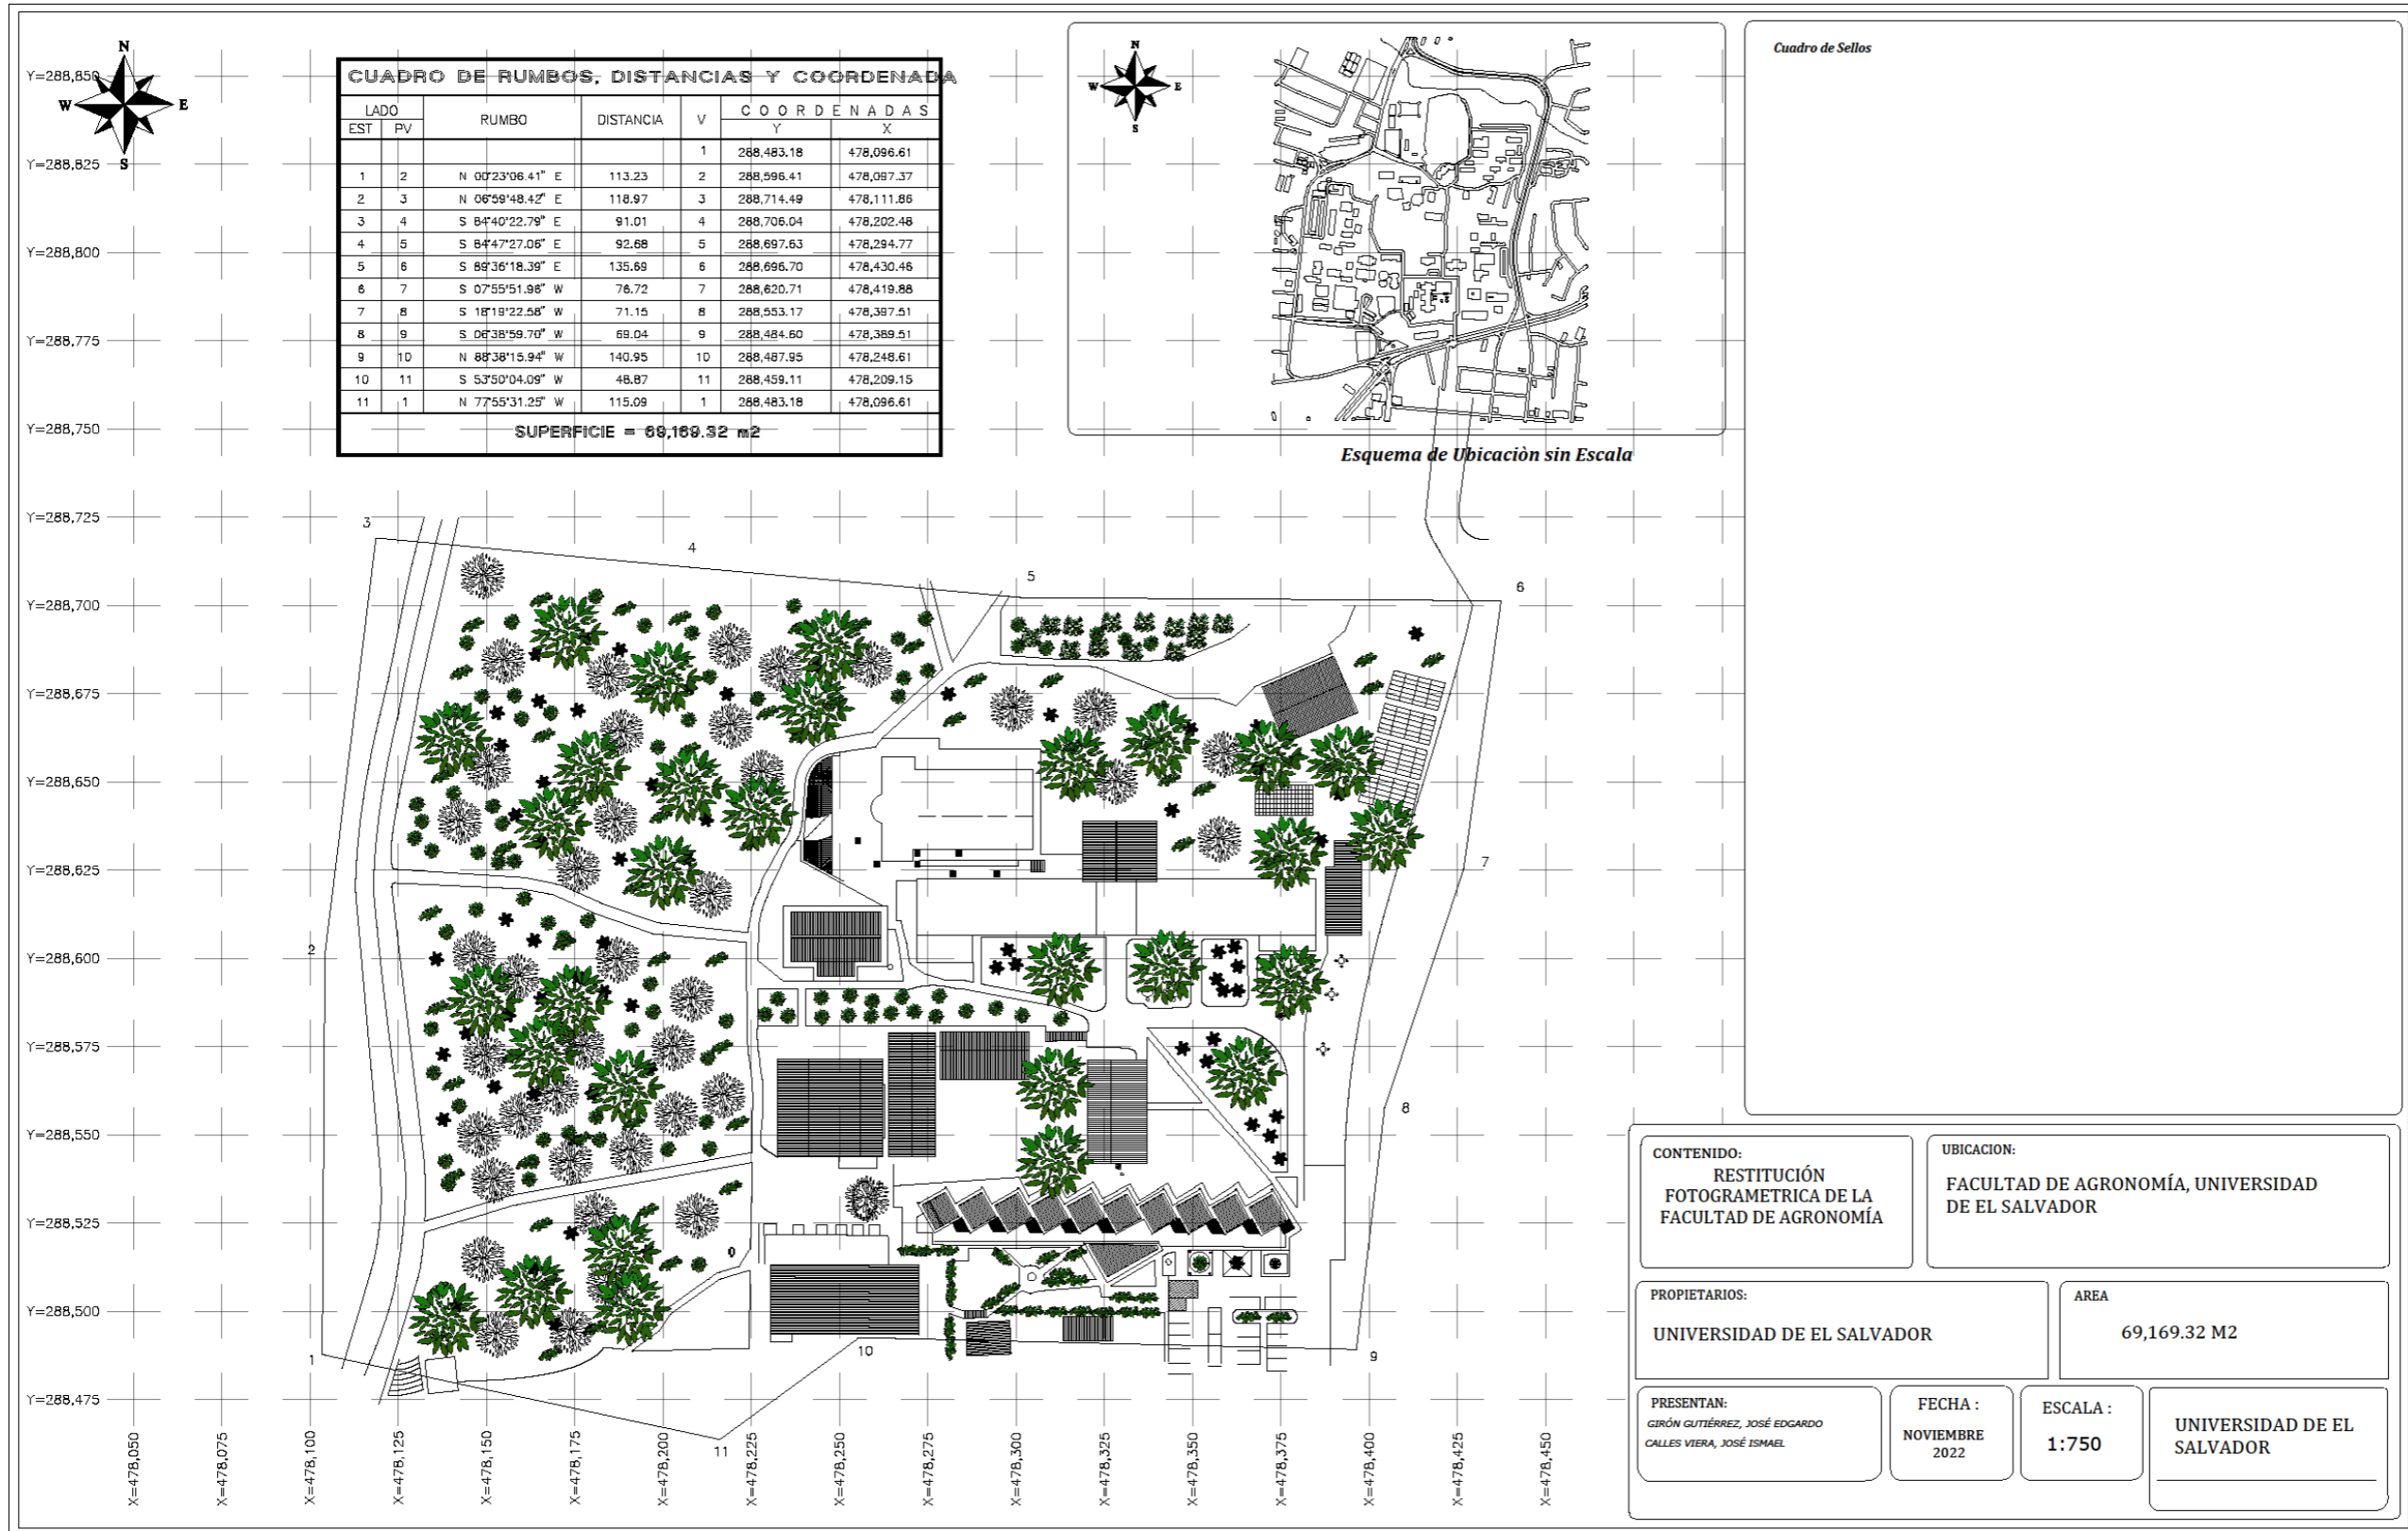 N
W E
S
CUADRO DE RUMBOS, DISTANCIAS Y COORDENADA
LADO RUMBO DISTANCIA V C O O R D E N A D A S
EST PV Y X
1 288,483.18 478,096.61
1 2 N 00°23'06.41" E 113.23 2 288,596.41 478,097.37
2 3 N 06°59'48.42" E 118.97 3 288,714.49 478,111.86
3 4 S 84°40'22.79" E 91.01 4 288,706.04 478,202.48
4 5 S 84°47'27.06" E 92.68 5 288,697.63 478,294.77
5 6 S 89°36'18.39" E 135.69 6 288,696.70 478,430.46
6 7 S 07°55'51.96" W 76.72 7 288,620.71 478,419.88
7 8 S 18°19'22.58" W 71.15 8 288,553.17 478,397.51
8 9 S 06°38'59.70" W 69.04 9 288,484.60 478,389.51
9 10 N 88°38'15.94" W 140.95 10 288,487.95 478,248.61
10 11 S 53°50'04.09" W 48.87 11 288,459.11 478,209.15
11 1 N 77°55'31.25" W 115.09 1 288,483.18 478,096.61
SUPERFICIE = 69,169.32 m2
N
W E
S
Esquema de Ubicaciòn sin Escala
Cuadro de Sellos
Y=288,850
Y=288,825
Y=288,800
Y=288,775
Y=288,750
Y=288,725
Y=288,700
Y=288,675
Y=288,650
Y=288,625
Y=288,600
Y=288,575
Y=288,550
Y=288,525
Y=288,500
Y=288,475
3
4
5
6
7
2
8
1
10
9
11
X=478,050
X=478,075
X=478,100
X=478,125
X=478,150
X=478,175
X=478,200
X=478,225
X=478,250
X=478,275
X=478,300
X=478,325
X=478,350
X=478,375
X=478,400
X=478,425
X=478,450
CONTENIDO:
RESTITUCIÓN
FOTOGRAMETRICA DE LA
FACULTAD DE AGRONOMÍA
UBICACION:
FACULTAD DE AGRONOMÍA, UNIVERSIDAD
DE EL SALVADOR
PROPIETARIOS:
UNIVERSIDAD DE EL SALVADOR
AREA
69,169.32 M2
PRESENTAN:
GIRÓN GUTIÉRREZ, JOSÉ EDGARDO
CALLES VIERA, JOSÉ ISMAEL
FECHA :
NOVIEMBRE
2022
ESCALA :
1:750
UNIVERSIDAD DE EL
SALVADOR